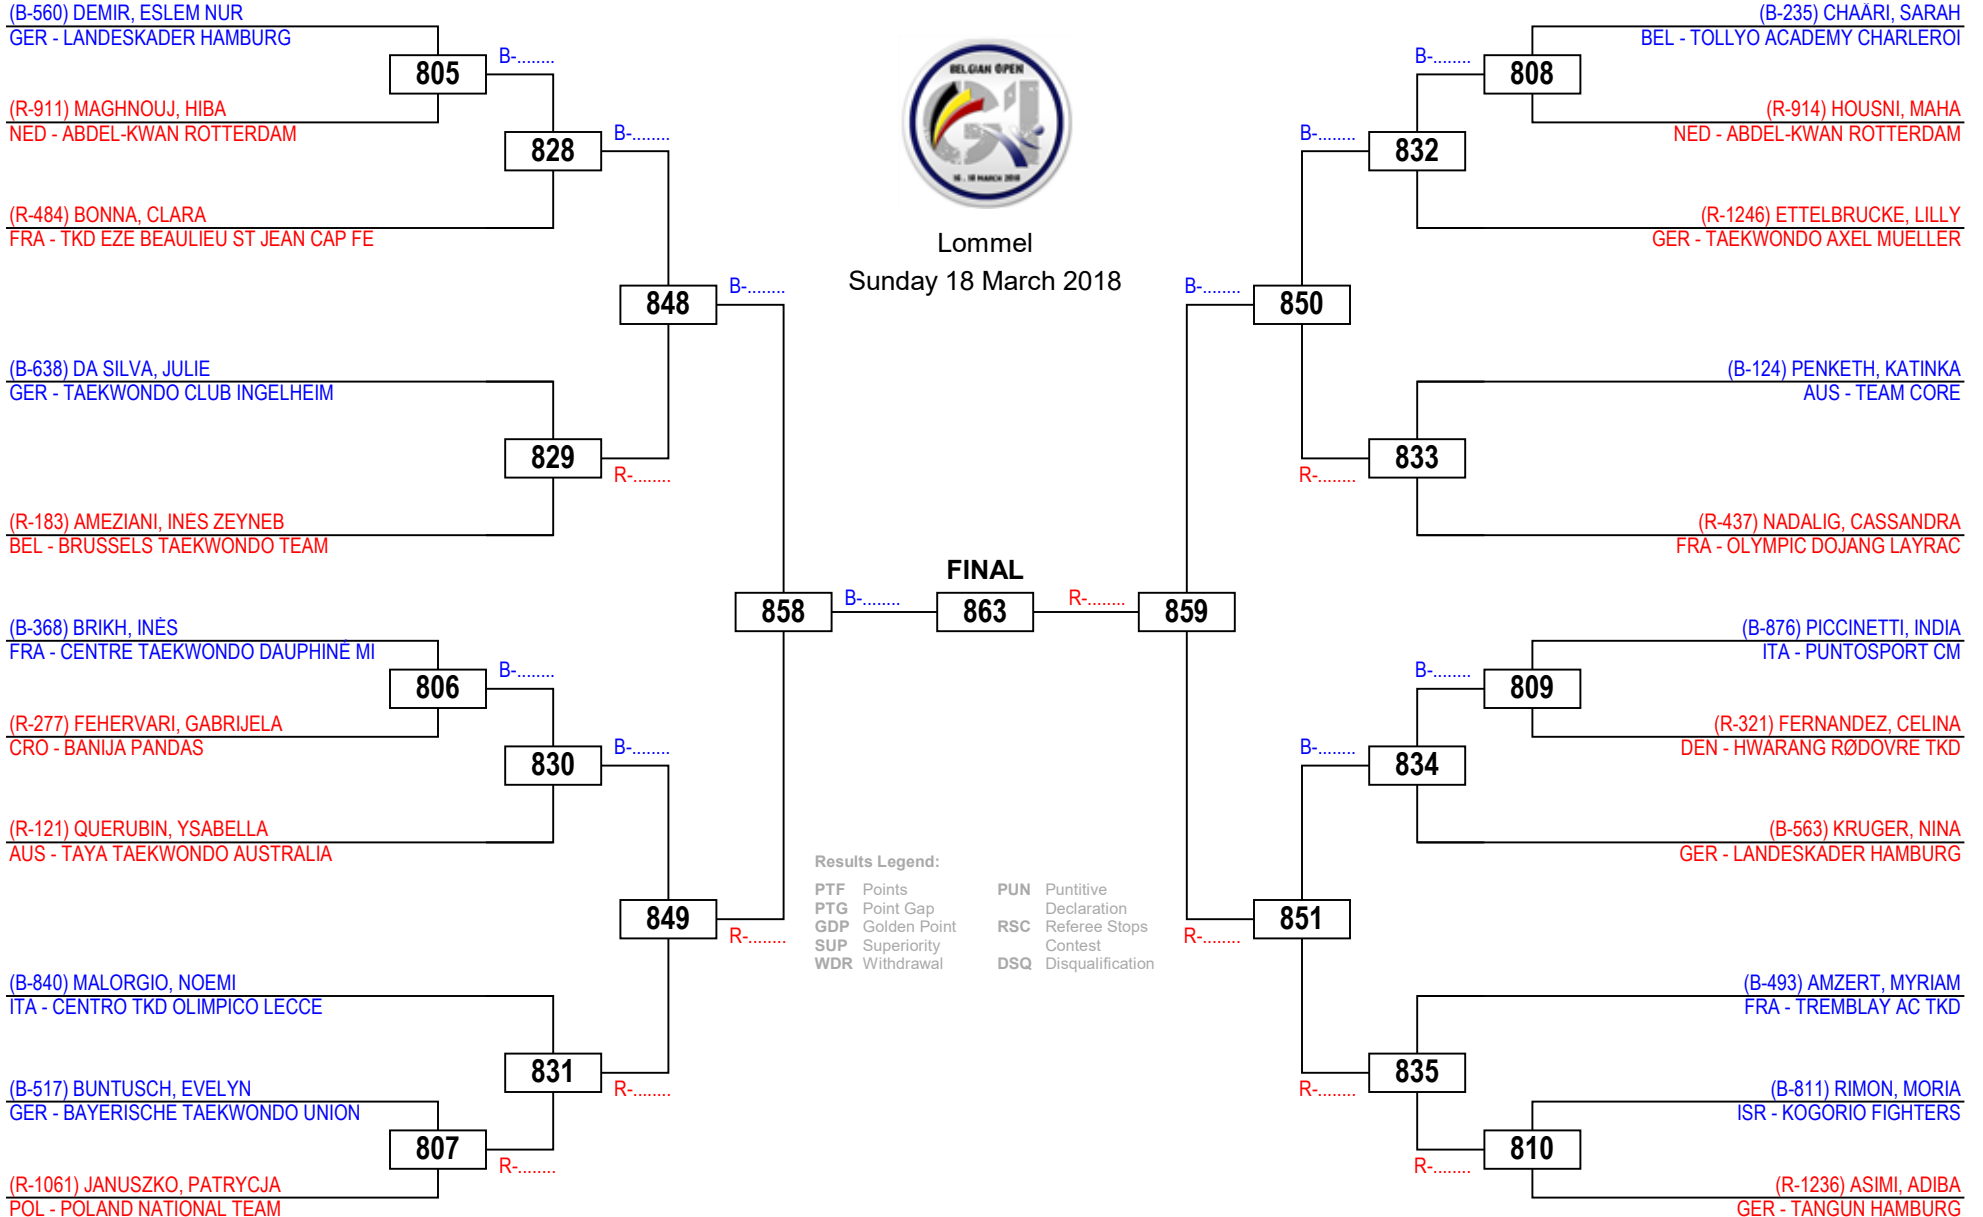 (B-560) DEMIR, ESLEM NUR
GER - LANDESKADER HAMBURG
805
B-........
(R-911) MAGHNOUJ, HIBA
NED - ABDEL-KWAN ROTTERDAM
828
B-........
(R-484) BONNA, CLARA
FRA - TKD EZE BEAULIEU ST JEAN CAP FE
848
B-........
(B-638) DA SILVA, JULIE
GER - TAEKWONDO CLUB INGELHEIM
829
R-........
(R-183) AMEZIANI, INÈS ZEYNEB
BEL - BRUSSELS TAEKWONDO TEAM
858
B-........
(B-368) BRIKH, INÈS
FRA - CENTRE TAEKWONDO DAUPHINÉ MI
806
B-........
(R-277) FEHERVARI, GABRIJELA
CRO - BANIJA PANDAS
830
B-........
(R-121) QUERUBIN, YSABELLA
AUS - TAYA TAEKWONDO AUSTRALIA
849
R-........
(B-840) MALORGIO, NOEMI
ITA - CENTRO TKD OLIMPICO LECCE
831
R-........
(B-517) BUNTUSCH, EVELYN
GER - BAYERISCHE TAEKWONDO UNION
807
R-........
(R-1061) JANUSZKO, PATRYCJA
POL - POLAND NATIONAL TEAM
BELGIAN OPEN
G1
16 - 18 MARCH 2018
Lommel
Sunday 18 March 2018
FINAL
863
Results Legend:
PTF Points
PTG Point Gap
GDP Golden Point
SUP Superiority
WDR Withdrawal
PUN Puntitive
Declaration
RSC Referee Stops
Contest
DSQ Disqualification
(B-235) CHAÂRI, SARAH
BEL - TOLLYO ACADEMY CHARLEROI
B-........
808
(R-914) HOUSNI, MAHA
NED - ABDEL-KWAN ROTTERDAM
B-........
832
(R-1246) ETTELBRUCKE, LILLY
GER - TAEKWONDO AXEL MUELLER
B-........
850
(B-124) PENKETH, KATINKA
AUS - TEAM CORE
R-........
833
(R-437) NADALIG, CASSANDRA
FRA - OLYMPIC DOJANG LAYRAC
R-........
859
(B-876) PICCINETTI, INDIA
ITA - PUNTOSPORT CM
B-........
809
(R-321) FERNANDEZ, CELINA
DEN - HWARANG RØDOVRE TKD
B-........
834
(B-563) KRUGER, NINA
GER - LANDESKADER HAMBURG
R-........
851
(B-493) AMZERT, MYRIAM
FRA - TREMBLAY AC TKD
R-........
835
(B-811) RIMON, MORIA
ISR - KOGORIO FIGHTERS
R-........
810
(R-1236) ASIMI, ADIBA
GER - TANGUN HAMBURG